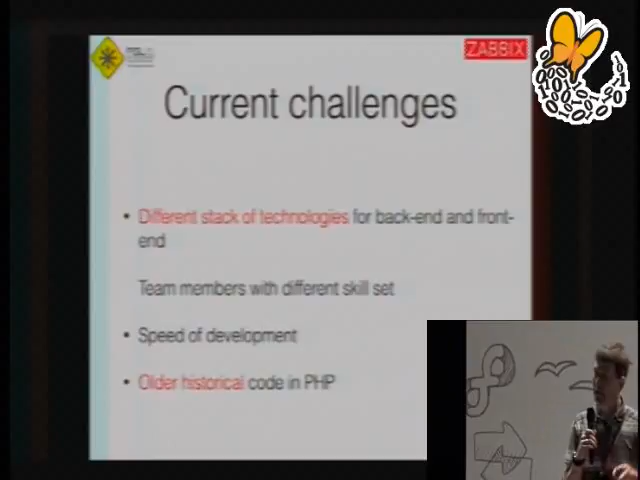 ZABBIX
Current challenges
• Different stack of technologies for back-end and front-
end
Team members with different skill set
• Speed of development
• Older historical code in PHP